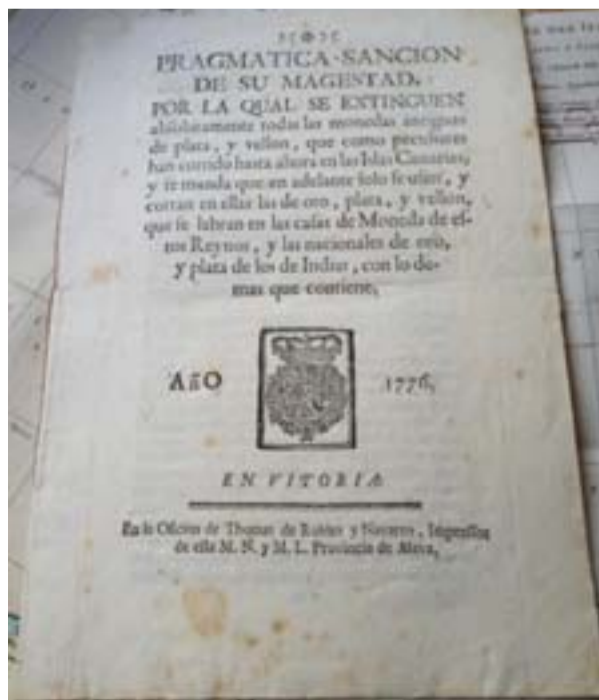 PRAGMATICA-SANCION
DE SU MAGESTAD,
POR LA QUAL SE EXTINGUEN
absolutamente todas las monedas antiguas
de plata, y vellon, que como peculiares
han corrido hasta ahora en las Islas Canarias,
y se manda que en adelante solo se usen, y
corran en ellas las de oro, plata, y vellon,
que se labran en las casas de Moneda de es-
tos Reynos, y las nacionales de oro,
y plata de los de Indias, con lo de-
mas que contiene.
AñO 1776.
EN VITORIA
En la Oficina de Thomas de Robles y Navarro, Impressor
de esta M. N. y M. L. Provincia de Alava,